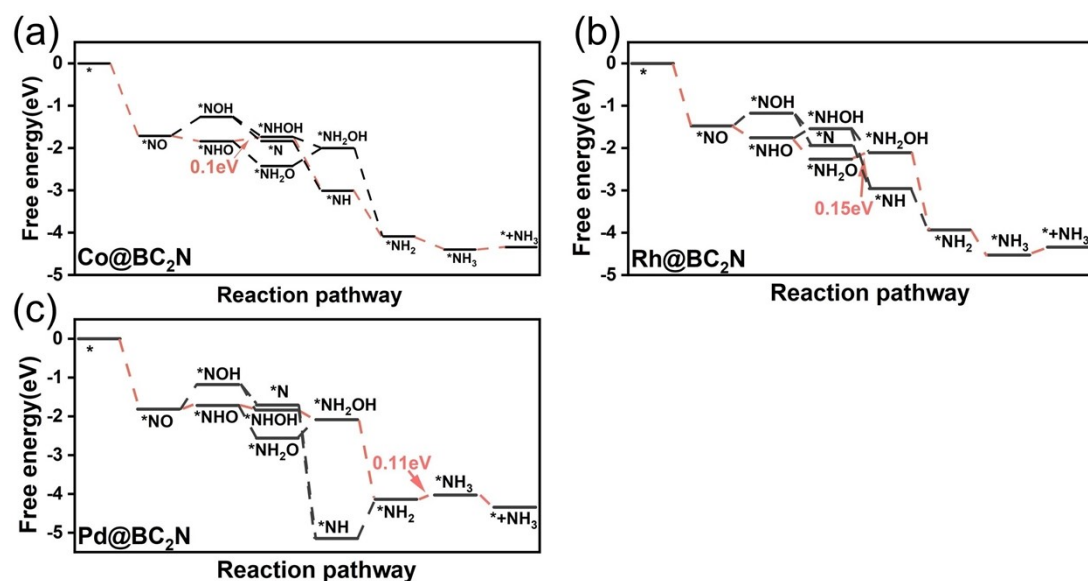 (a)
Free energy(eV)
0
-1
-2
-3
-4
-5
*
*NO
*NOH
*NHO
0.1eV
*NHOH
*N
*NH₂O
*NH₂OH
*NH
*NH₂
*NH₃
*+NH₃
Co@BC₂N
Reaction pathway
(b)
Free energy(eV)
0
-1
-2
-3
-4
-5
*
*NO
*NOH
*NHO
*NHOH
*N
*NH₂O
*NH₂OH
0.15eV
*NH
*NH₂
*NH₃
*+NH₃
Rh@BC₂N
Reaction pathway
(c)
Free energy(eV)
0
-1
-2
-3
-4
-5
*
*NO
*NOH
*NHO
*N
*NHOH
*NH₂O
*NH₂OH
*NH
0.11eV
*NH₂
*NH₃
*+NH₃
Pd@BC₂N
Reaction pathway